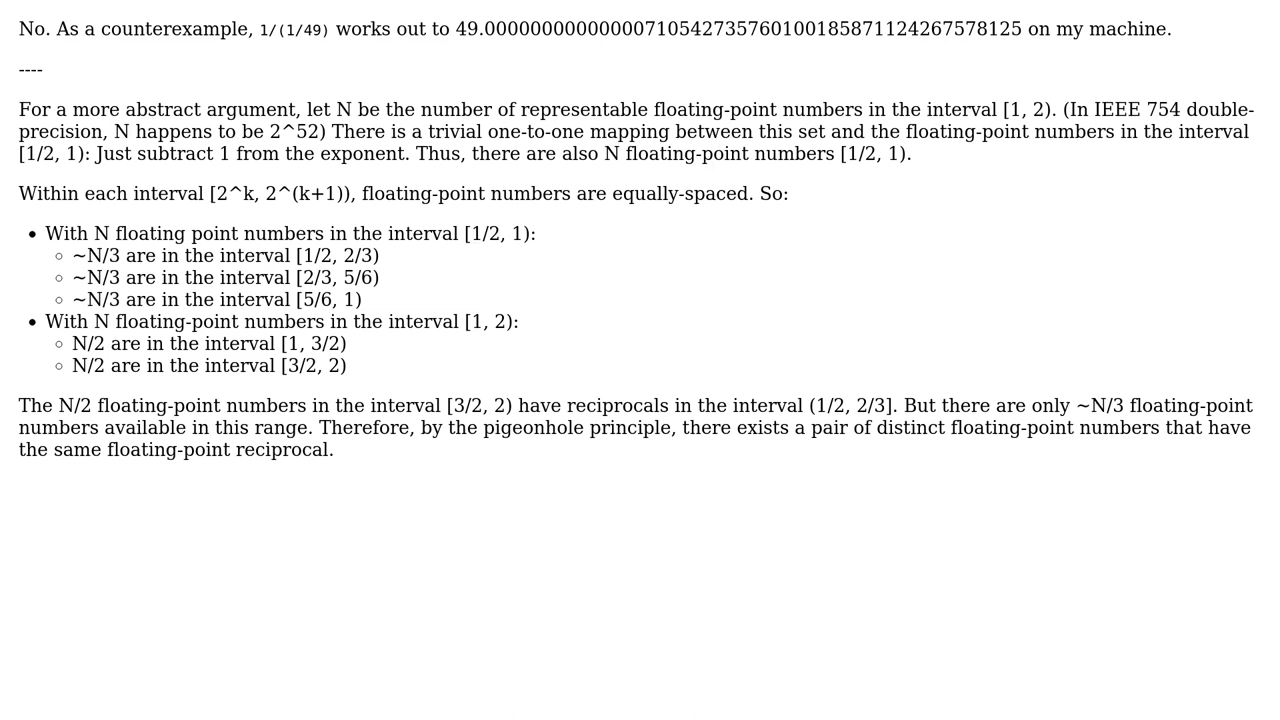 No. As a counterexample, 1/(1/49) works out to 49.00000000000000710542735760100185871124267578125 on my machine.
----
For a more abstract argument, let N be the number of representable floating-point numbers in the interval [1, 2). (In IEEE 754 double-
precision, N happens to be 2^52) There is a trivial one-to-one mapping between this set and the floating-point numbers in the interval
[1/2, 1): Just subtract 1 from the exponent. Thus, there are also N floating-point numbers [1/2, 1).
Within each interval [2^k, 2^(k+1)), floating-point numbers are equally-spaced. So:
• With N floating point numbers in the interval [1/2, 1):
◦ ~N/3 are in the interval [1/2, 2/3)
◦ ~N/3 are in the interval [2/3, 5/6)
◦ ~N/3 are in the interval [5/6, 1)
• With N floating-point numbers in the interval [1, 2):
◦ N/2 are in the interval [1, 3/2)
◦ N/2 are in the interval [3/2, 2)
The N/2 floating-point numbers in the interval [3/2, 2) have reciprocals in the interval (1/2, 2/3]. But there are only ~N/3 floating-point
numbers available in this range. Therefore, by the pigeonhole principle, there exists a pair of distinct floating-point numbers that have
the same floating-point reciprocal.